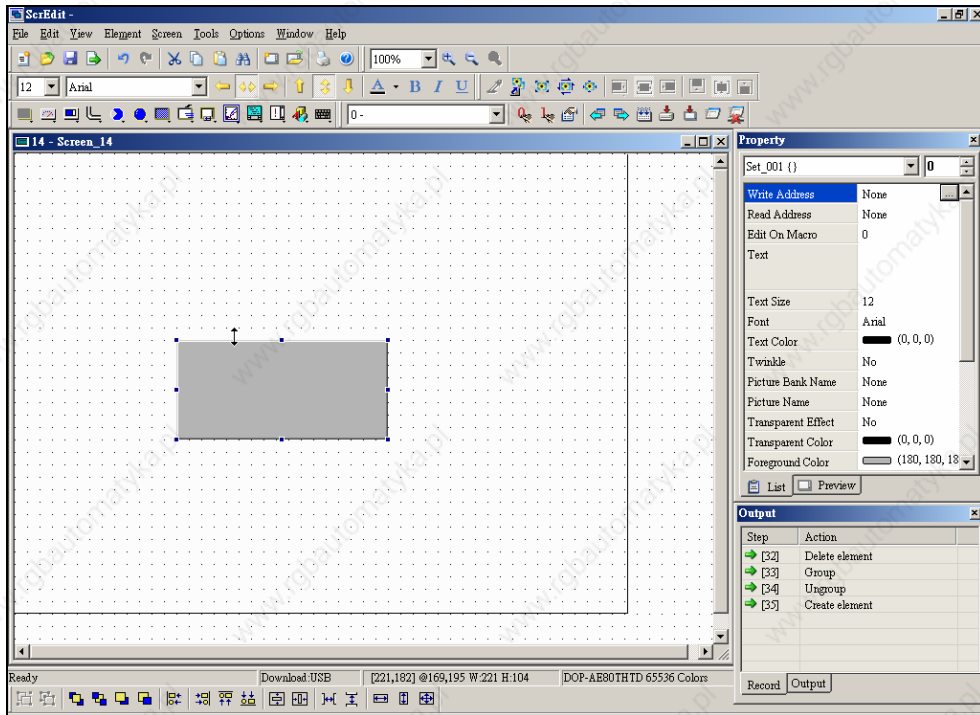 ScrEdit -
File Edit View Element Screen Tools Options Window Help
100%
12 Arial A B I U
0 -
14 - Screen_14
Property
Set_001 {} 0
Write Address None ...
Read Address None
Edit On Macro 0
Text
Text Size 12
Font Arial
Text Color (0, 0, 0)
Twinkle No
Picture Bank Name None
Picture Name None
Transparent Effect No
Transparent Color (0, 0, 0)
Foreground Color (180, 180, 18
List Preview
Output
Step Action
[32] Delete element
[33] Group
[34] Ungroup
[35] Create element
Record Output
Ready Download:USB [221,182] @169,195 W:221 H:104 DOP-AE80THTD 65536 Colors
www.rgbautomatyka.pl